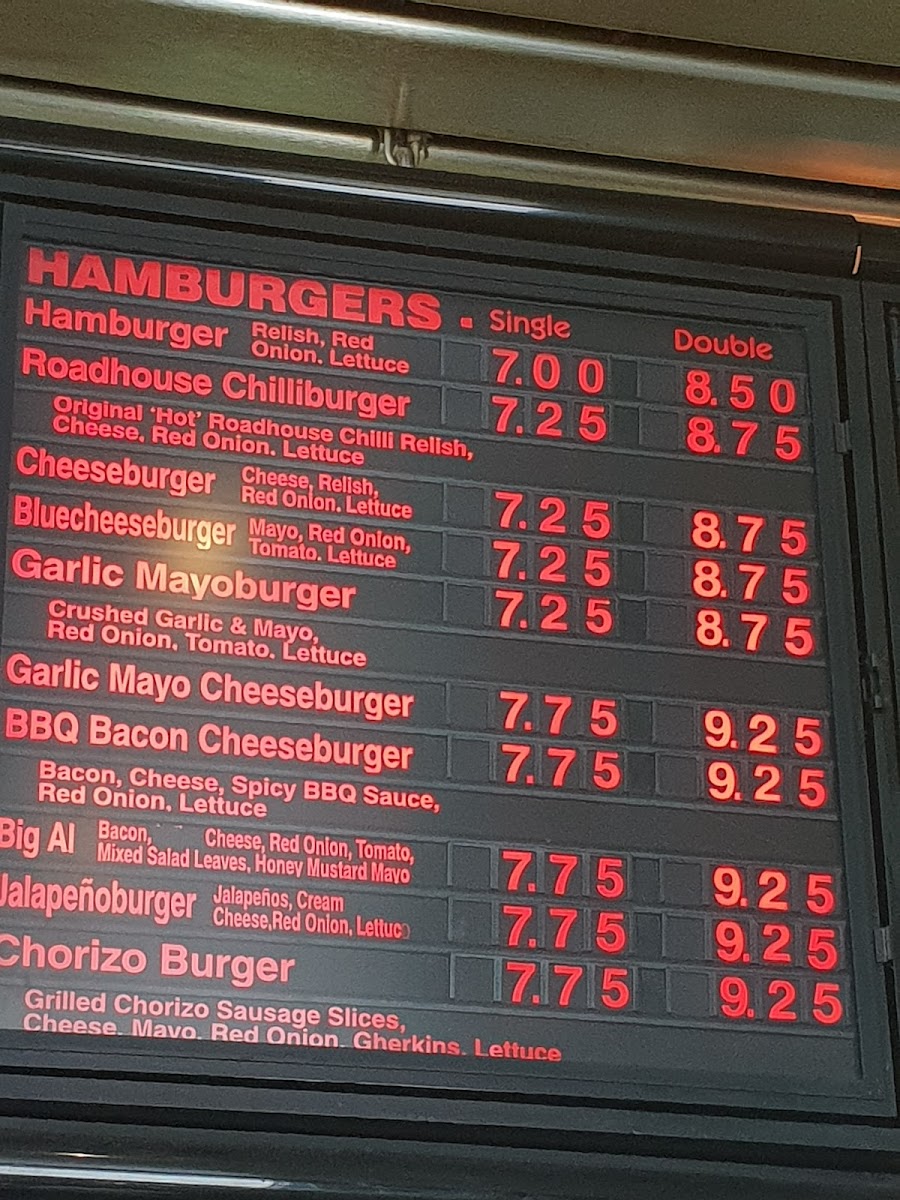 HAMBURGERS . Single Double
Hamburger Relish, Red Onion. Lettuce 7.00 8.50
Roadhouse Chilliburger 7.25 8.75
Original 'Hot' Roadhouse Chilli Relish,
Cheese, Red Onion. Lettuce
Cheeseburger Cheese, Relish, Red Onion. Lettuce 7.25 8.75
Bluecheeseburger Mayo, Red Onion, Tomato. Lettuce 7.25 8.75
Garlic Mayoburger 7.25 8.75
Crushed Garlic & Mayo,
Red Onion, Tomato. Lettuce
Garlic Mayo Cheeseburger 7.75 9.25
BBQ Bacon Cheeseburger 7.75 9.25
Bacon, Cheese, Spicy BBQ Sauce,
Red Onion, Lettuce
Big Al Bacon, Cheese, Red Onion, Tomato, Mixed Salad Leaves, Honey Mustard Mayo 7.75 9.25
Jalapeñoburger Jalapeños, Cream Cheese,Red Onion, Lettuc 7.75 9.25
Chorizo Burger 7.75 9.25
Grilled Chorizo Sausage Slices,
Cheese, Mayo, Red Onion, Gherkins, Lettuce